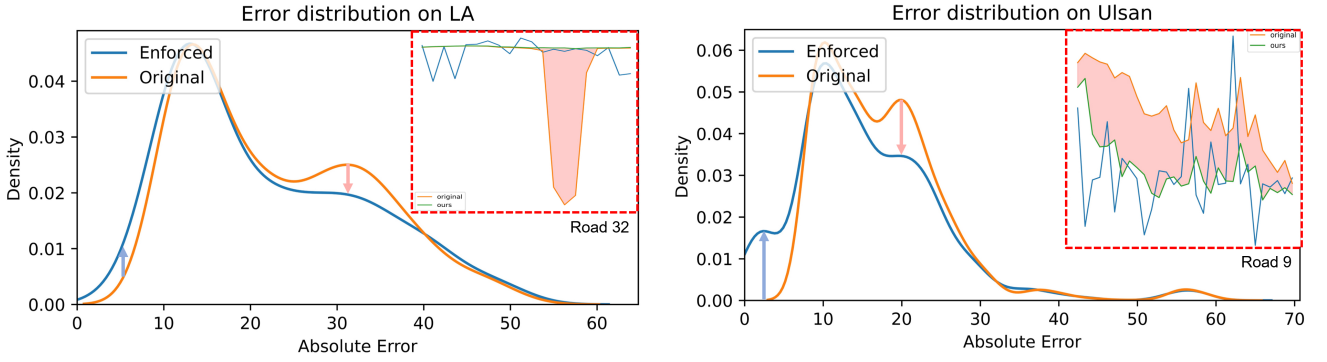 Error distribution on LA
Enforced
Original
original
ours
Road 32
0.04
0.03
0.02
0.01
0.00
Density
0 10 20 30 40 50 60
Absolute Error
Error distribution on Ulsan
Enforced
Original
original
ours
Road 9
0.06
0.05
0.04
0.03
0.02
0.01
0.00
Density
0 10 20 30 40 50 60 70
Absolute Error